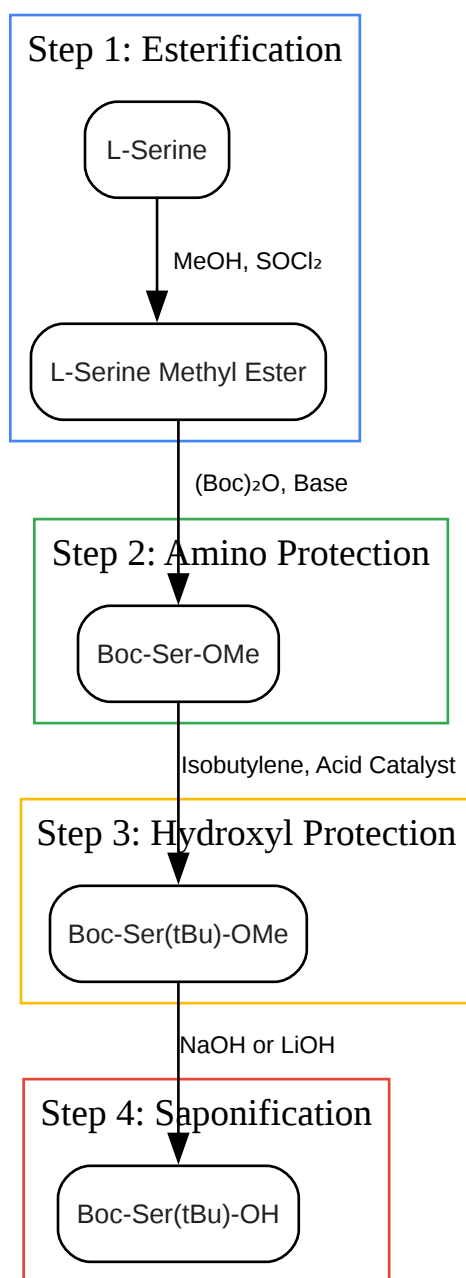 Step 1: Esterification
L-Serine
MeOH, SOCl₂
L-Serine Methyl Ester
(Boc)₂O, Base
Step 2: Amino Protection
Boc-Ser-OMe
Isobutylene, Acid Catalyst
Step 3: Hydroxyl Protection
Boc-Ser(tBu)-OMe
NaOH or LiOH
Step 4: Saponification
Boc-Ser(tBu)-OH